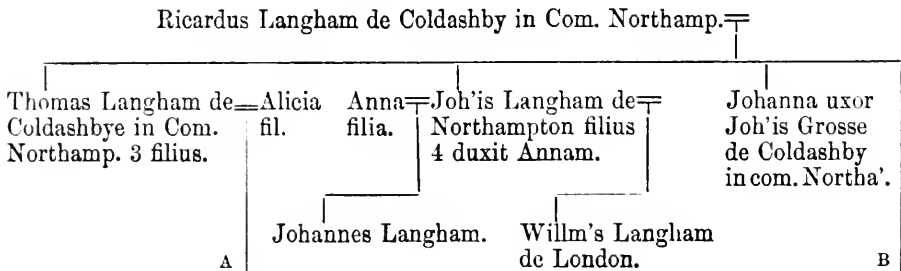 Ricardus Langham de Coldashby in Com. Northamp.
Thomas Langham de
Coldashbye in Com.
Northamp. 3 filius.
Alicia
fil.
Anna
filia.
Joh'is Langham de
Northampton filius
4 duxit Annam.
Johanna uxor
Joh'is Grosse
de Coldashby
in com. Northa'.
Johannes Langham.
Willm's Langham
de London.
A
B